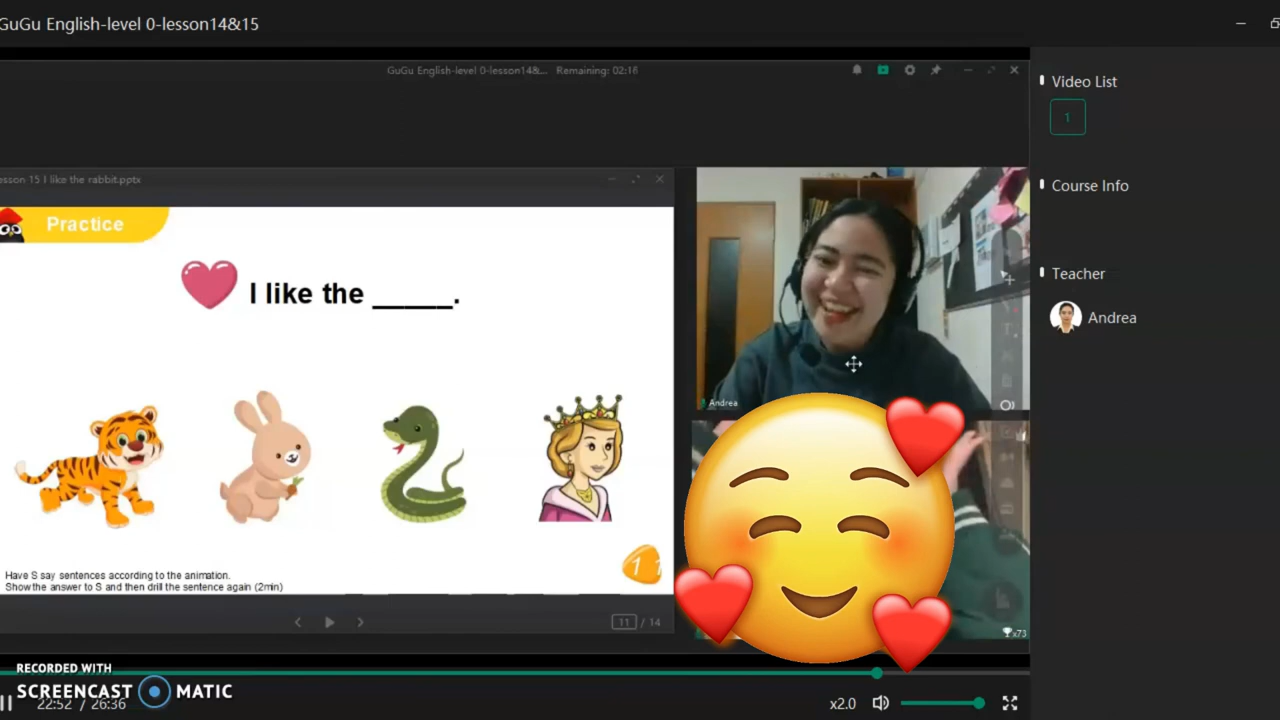 GuGu English-level 0-lesson14&15
GuGu English-level 0-lesson14&... Remaining: 02:16
esson 15 I like the rabbit.pptx
Practice
I like the _____.
Have S say sentences according to the animation.
Show the answer to S and then drill the sentence again (2min)
11 / 14
Andrea
x73
Video List
1
Course Info
Teacher
Andrea
RECORDED WITH
SCREENCAST MATIC
22:52 / 26:36
x2.0